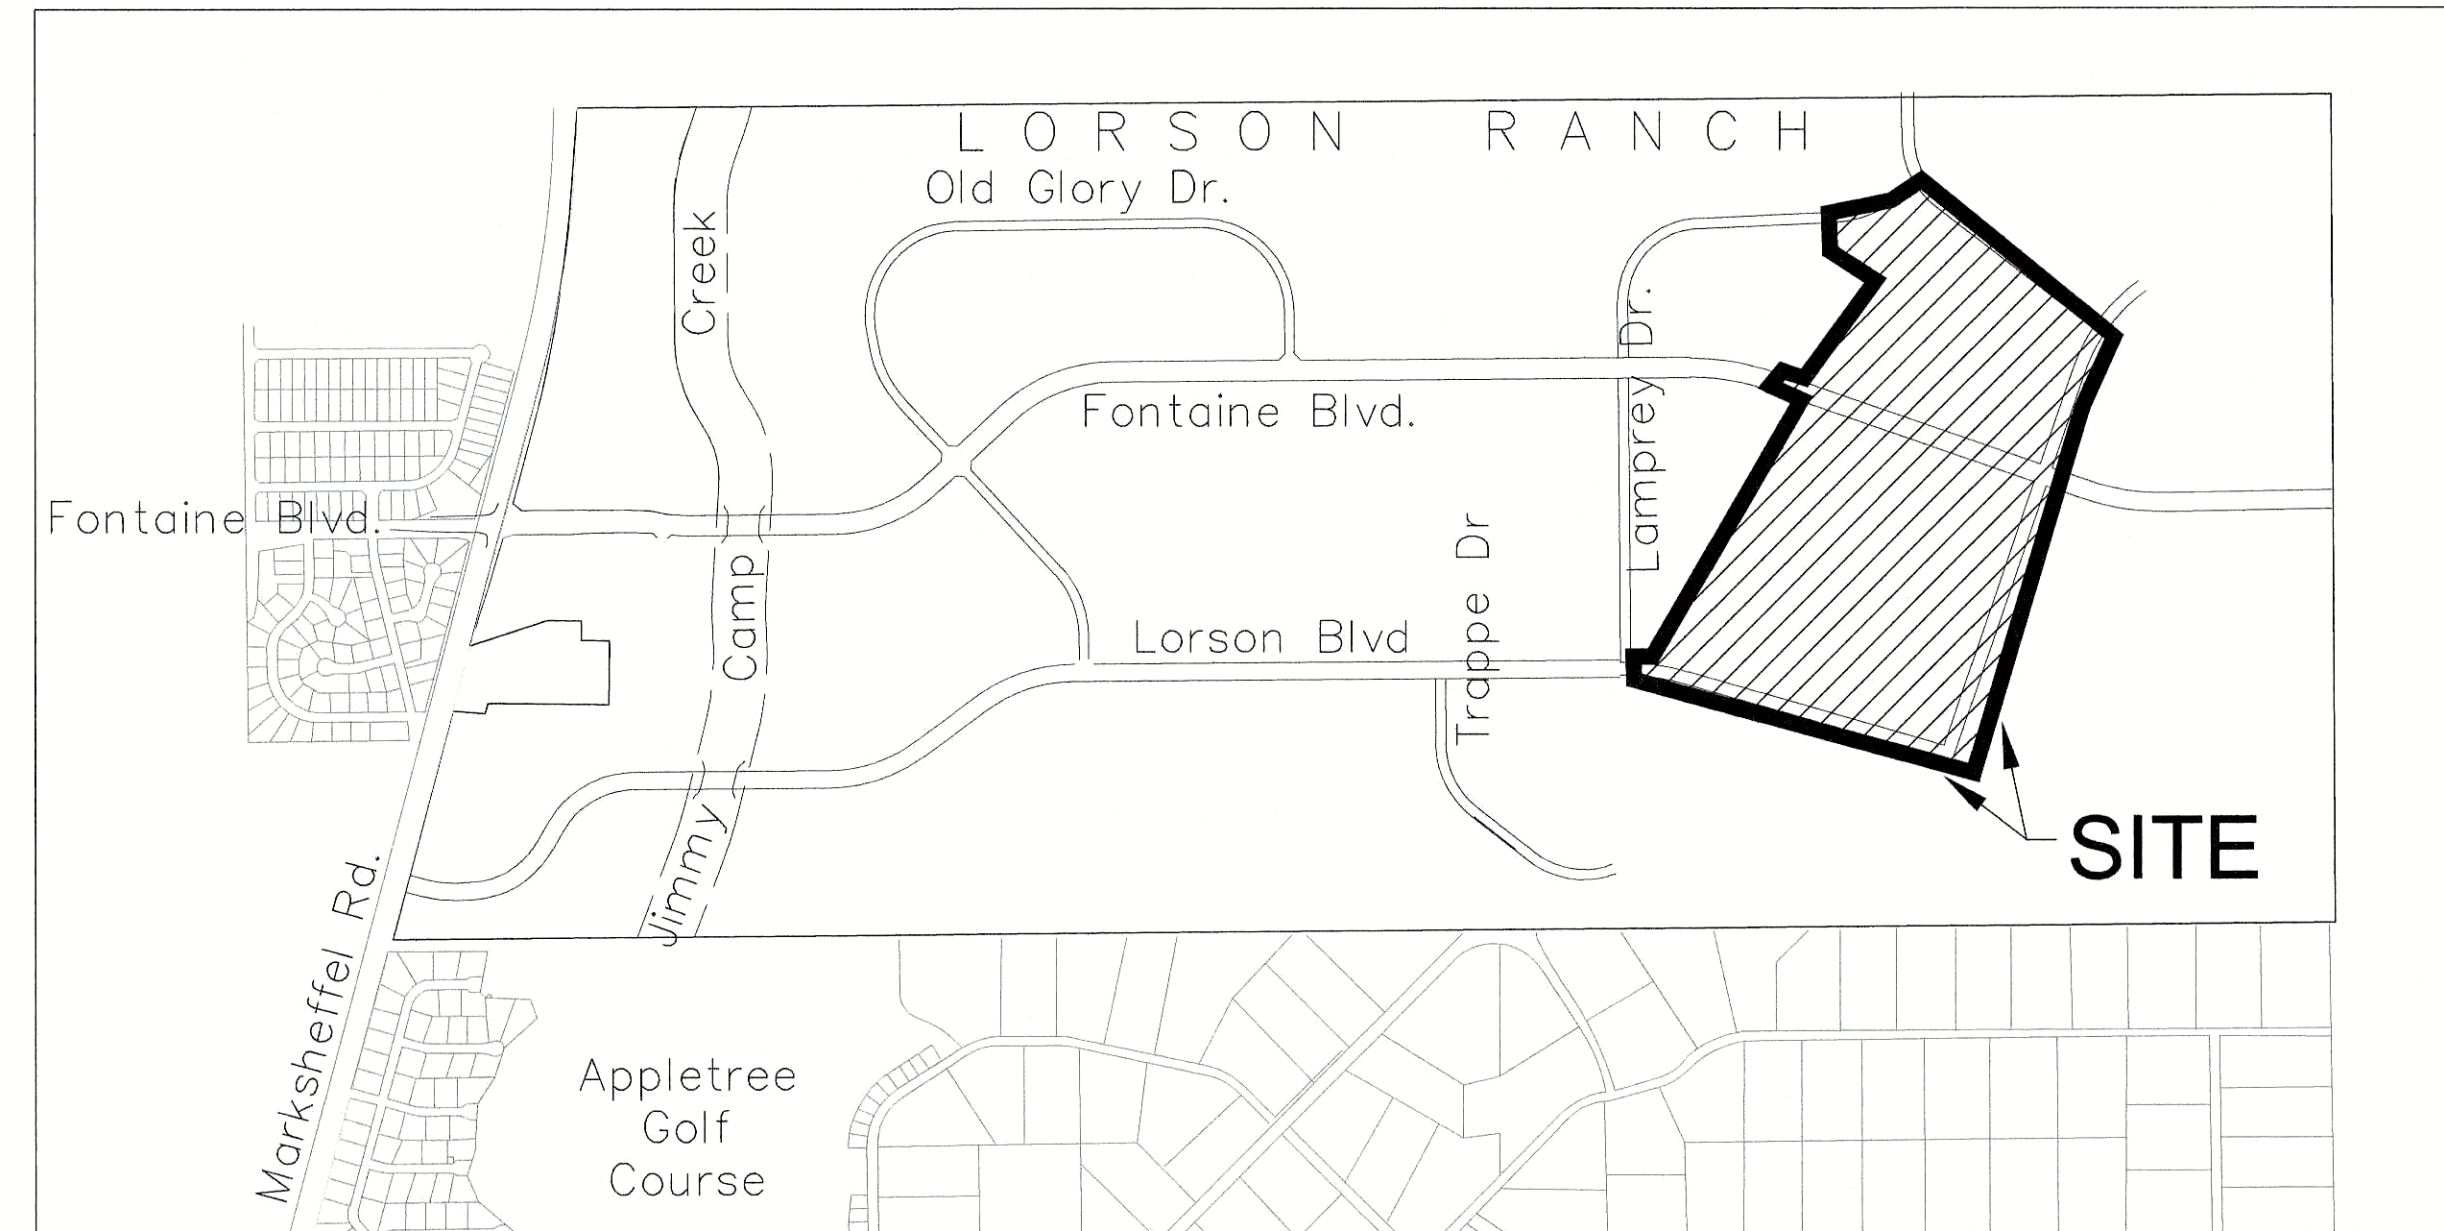 LORSON RANCH
Old Glory Dr.
Creek
Lamprey Dr.
Fontaine Blvd.
Fontaine Blvd.
Trappe Dr
Camp
Lorson Blvd
Jimmy
SITE
Marksheffel Rd.
Appletree
Golf
Course